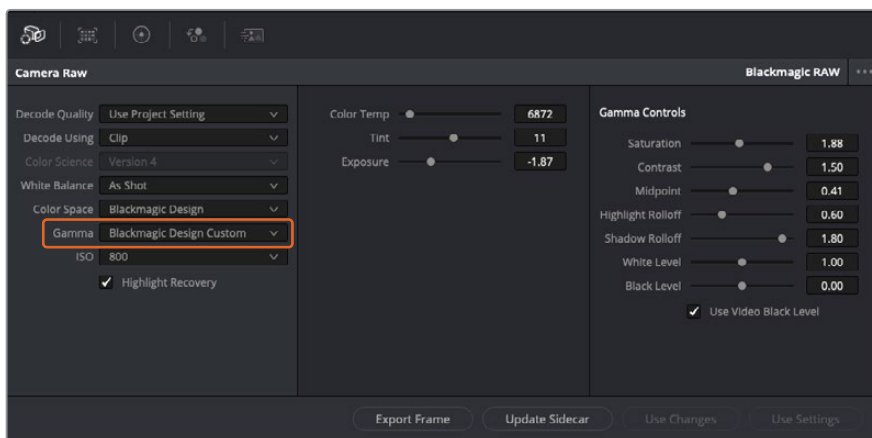 Camera Raw
Blackmagic RAW
Decode Quality Use Project Setting
Decode Using Clip
Color Science Version 4
White Balance As Shot
Color Space Blackmagic Design
Gamma Blackmagic Design Custom
ISO 800
Highlight Recovery
Color Temp 6872
Tint 11
Exposure -1.87
Gamma Controls
Saturation 1.88
Contrast 1.50
Midpoint 0.41
Highlight Rolloff 0.60
Shadow Rolloff 1.80
White Level 1.00
Black Level 0.00
Use Video Black Level
Export Frame
Update Sidecar
Use Changes
Use Settings